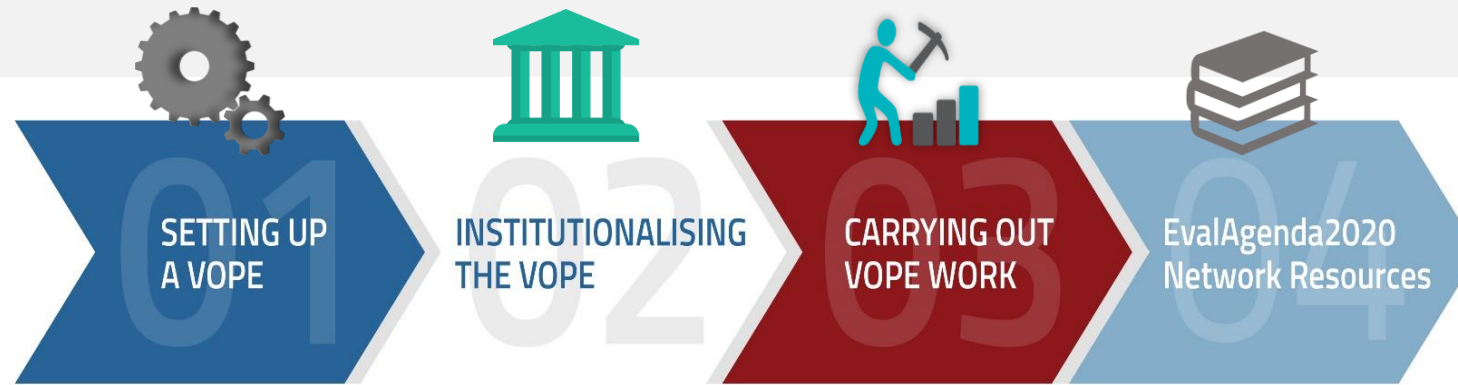 01
SETTING UP
A VOPE
02
INSTITUTIONALISING
THE VOPE
03
CARRYING OUT
VOPE WORK
04
EvalAgenda2020
Network Resources